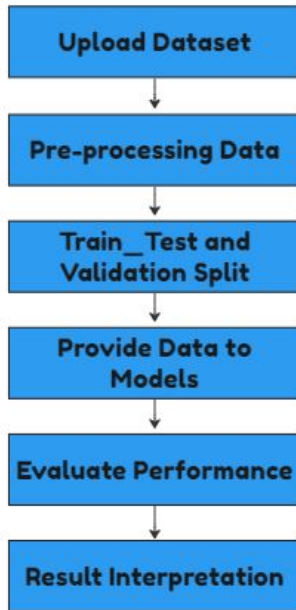 Upload Dataset
Pre-processing Data
Train_Test and
Validation Split
Provide Data to
Models
Evaluate Performance
Result Interpretation